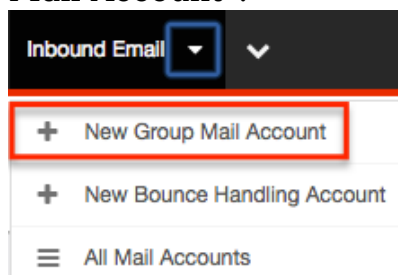 Inbound Email
New Group Mail Account
New Bounce Handling Account
All Mail Accounts